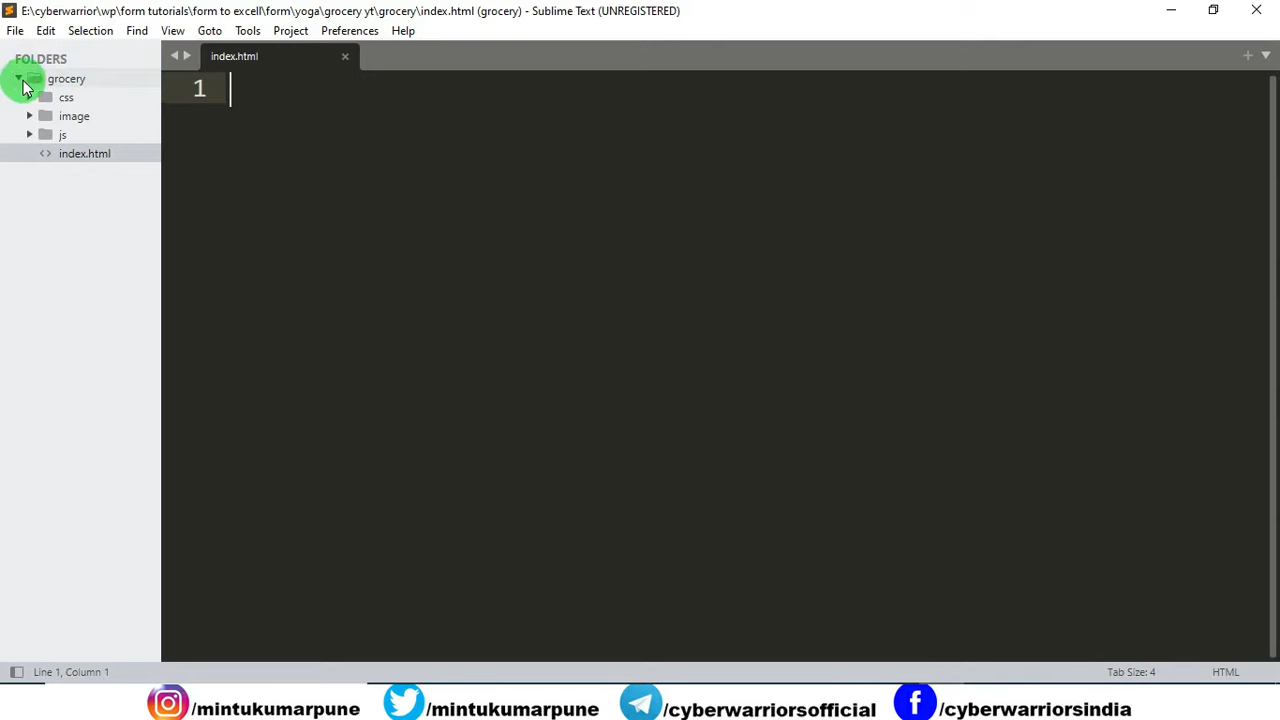 E:\cyberwarrior\wp\form tutorials\form to excell\form\yoga\grocery yt\grocery\index.html (grocery) - Sublime Text (UNREGISTERED)
File Edit Selection Find View Goto Tools Project Preferences Help
FOLDERS
index.html
grocery
css
image
js
index.html
1
Line 1, Column 1
Tab Size: 4
HTML
/mintukumarpune /mintukumarpune /cyberwarriorsofficial /cyberwarriorsindia